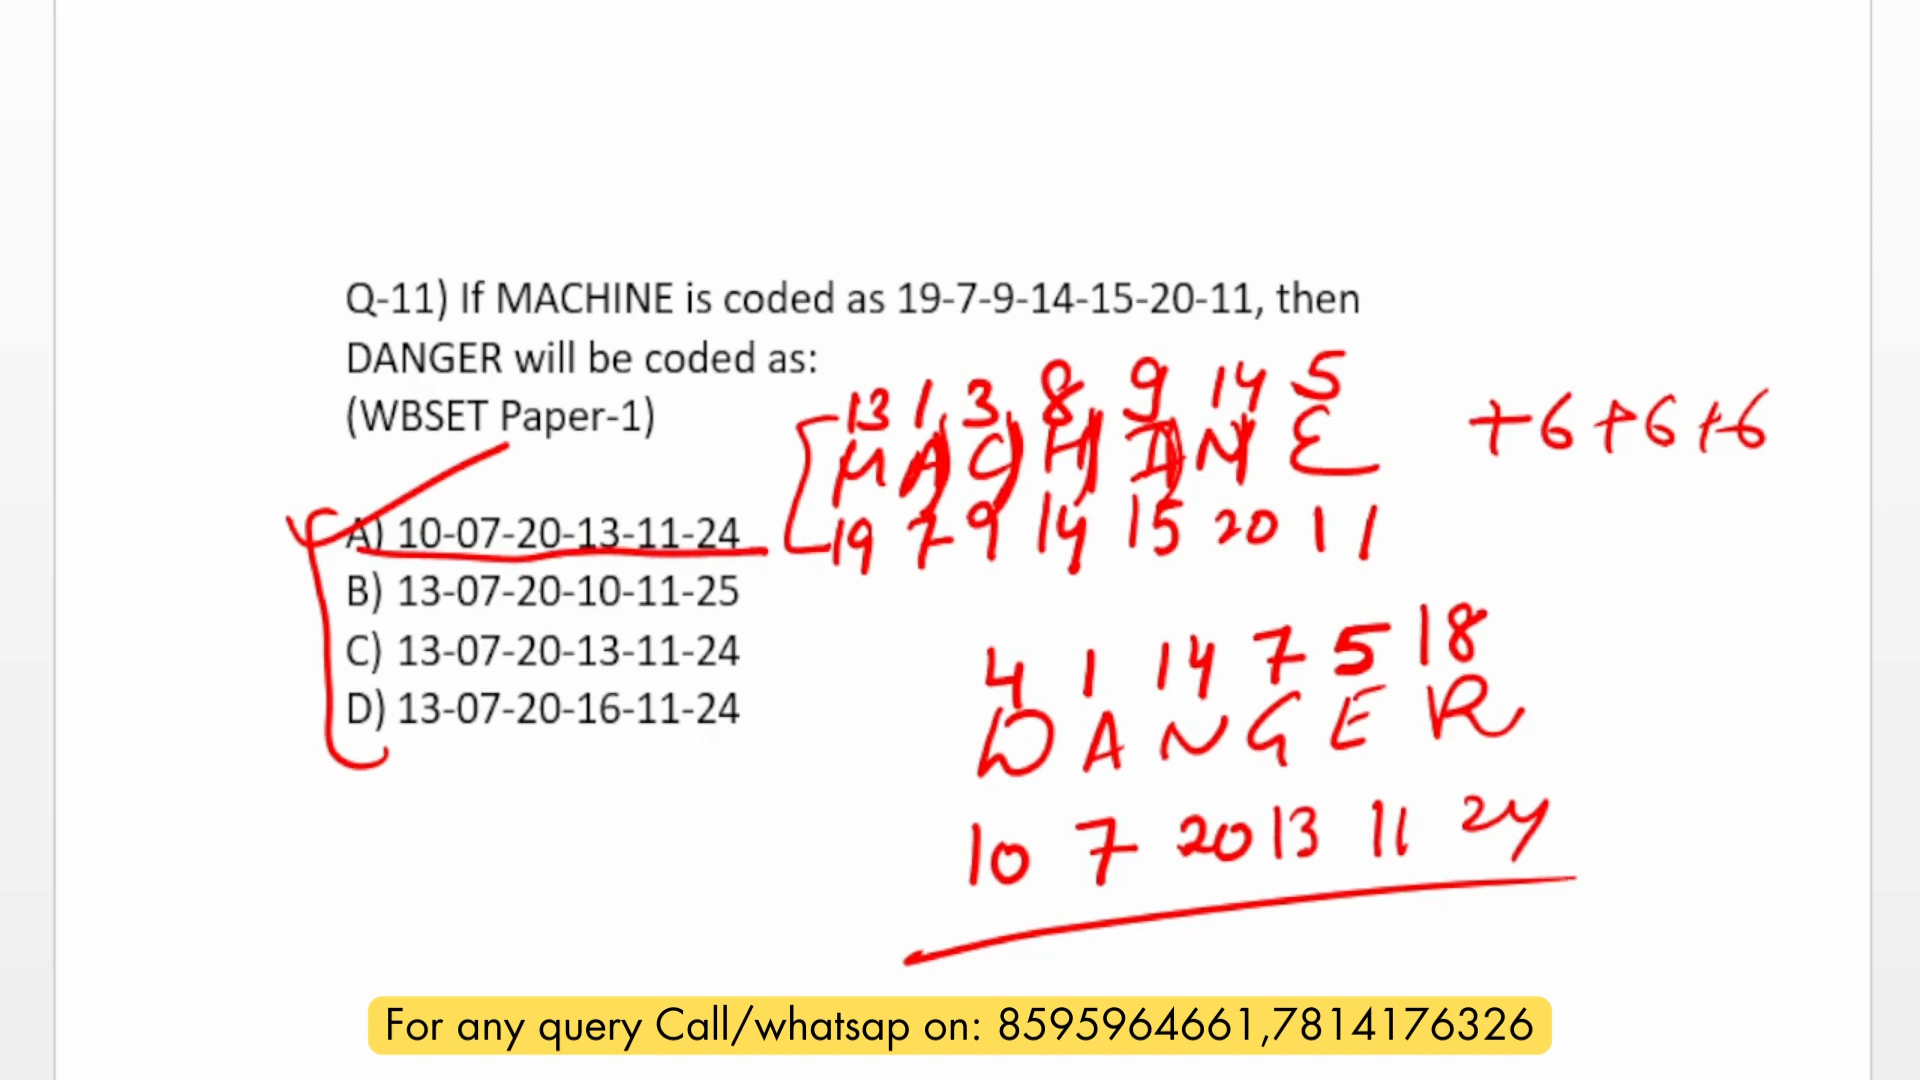 Q-11) If MACHINE is coded as 19-7-9-14-15-20-11, then
DANGER will be coded as:
(WBSET Paper-1)
13 1 3 8 9 14 5
M A C H I N E
19 7 9 14 15 20 11
+6 +6 +6
A) 10-07-20-13-11-24
B) 13-07-20-10-11-25
C) 13-07-20-13-11-24
D) 13-07-20-16-11-24
4 1 14 7 5 18
D A N G E R
10 7 20 13 11 24
For any query Call/whatsap on: 8595964661,7814176326